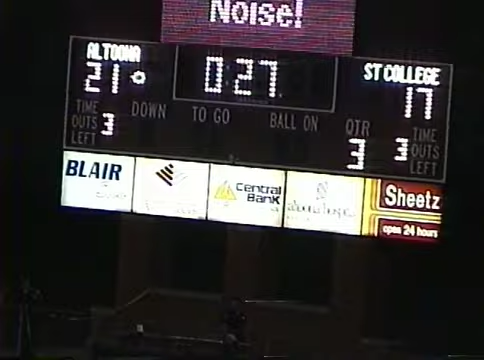 Noise!
ALTOONA
ST COLLEGE
21
0:27
17
TIME OUTS LEFT 3
DOWN
TO GO
BALL ON
QTR 3
3 TIME OUTS LEFT
BLAIR
Central Bank
Sheetz
open 24 hours